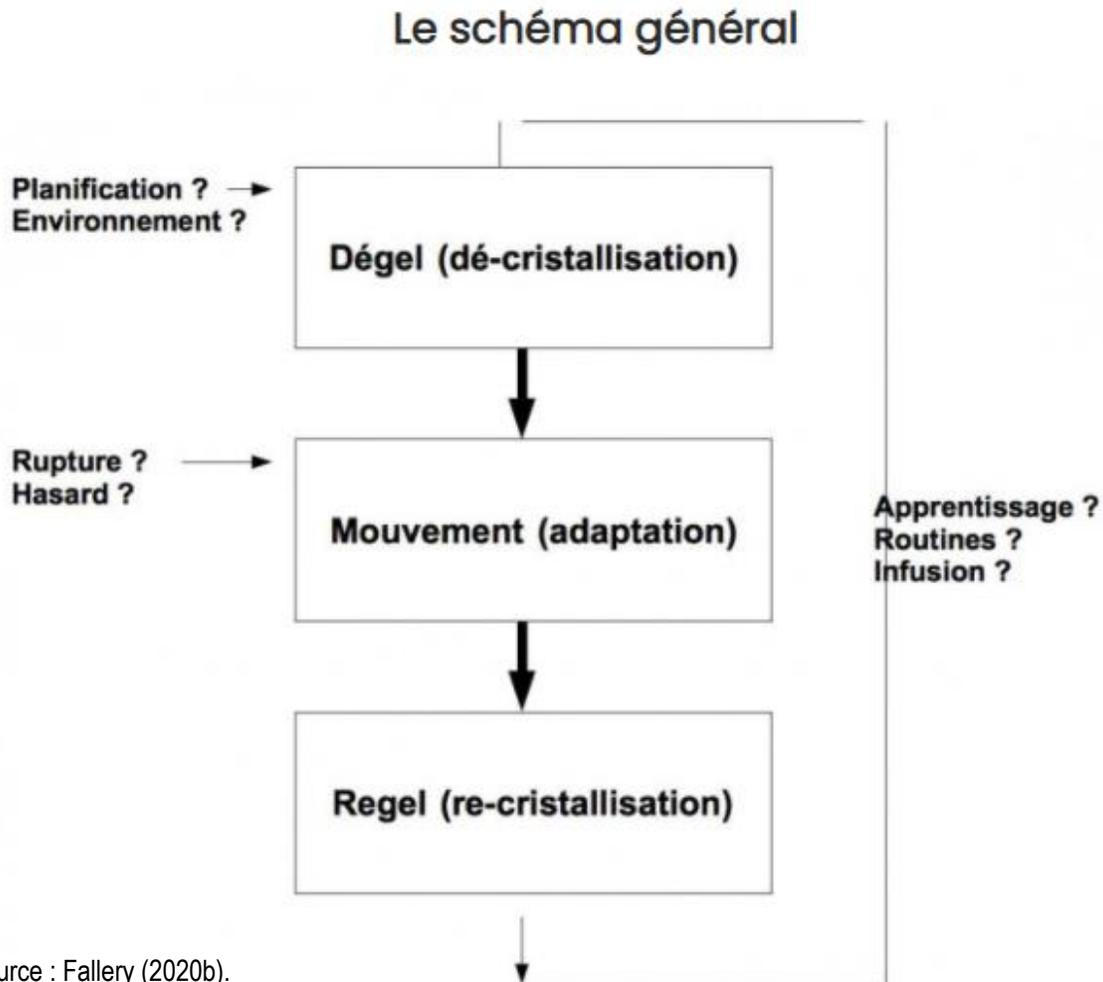 Le schéma général
Planification ?
Environnement ?
Dégel (dé-cristallisation)
Rupture ?
Hasard ?
Mouvement (adaptation)
Apprentissage ?
Routines ?
Infusion ?
Regel (re-cristallisation)
urce : Fallery (2020b).